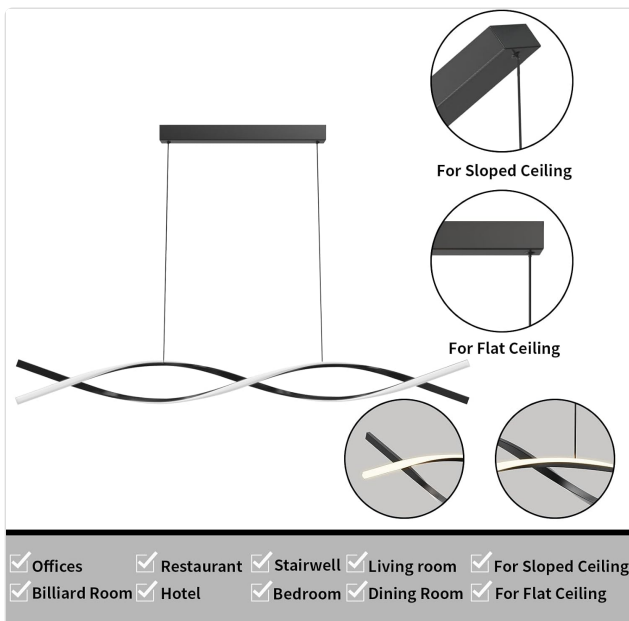 For Sloped Ceiling
For Flat Ceiling
Offices Restaurant Stairwell Living room For Sloped Ceiling
Billiard Room Hotel Bedroom Dining Room For Flat Ceiling